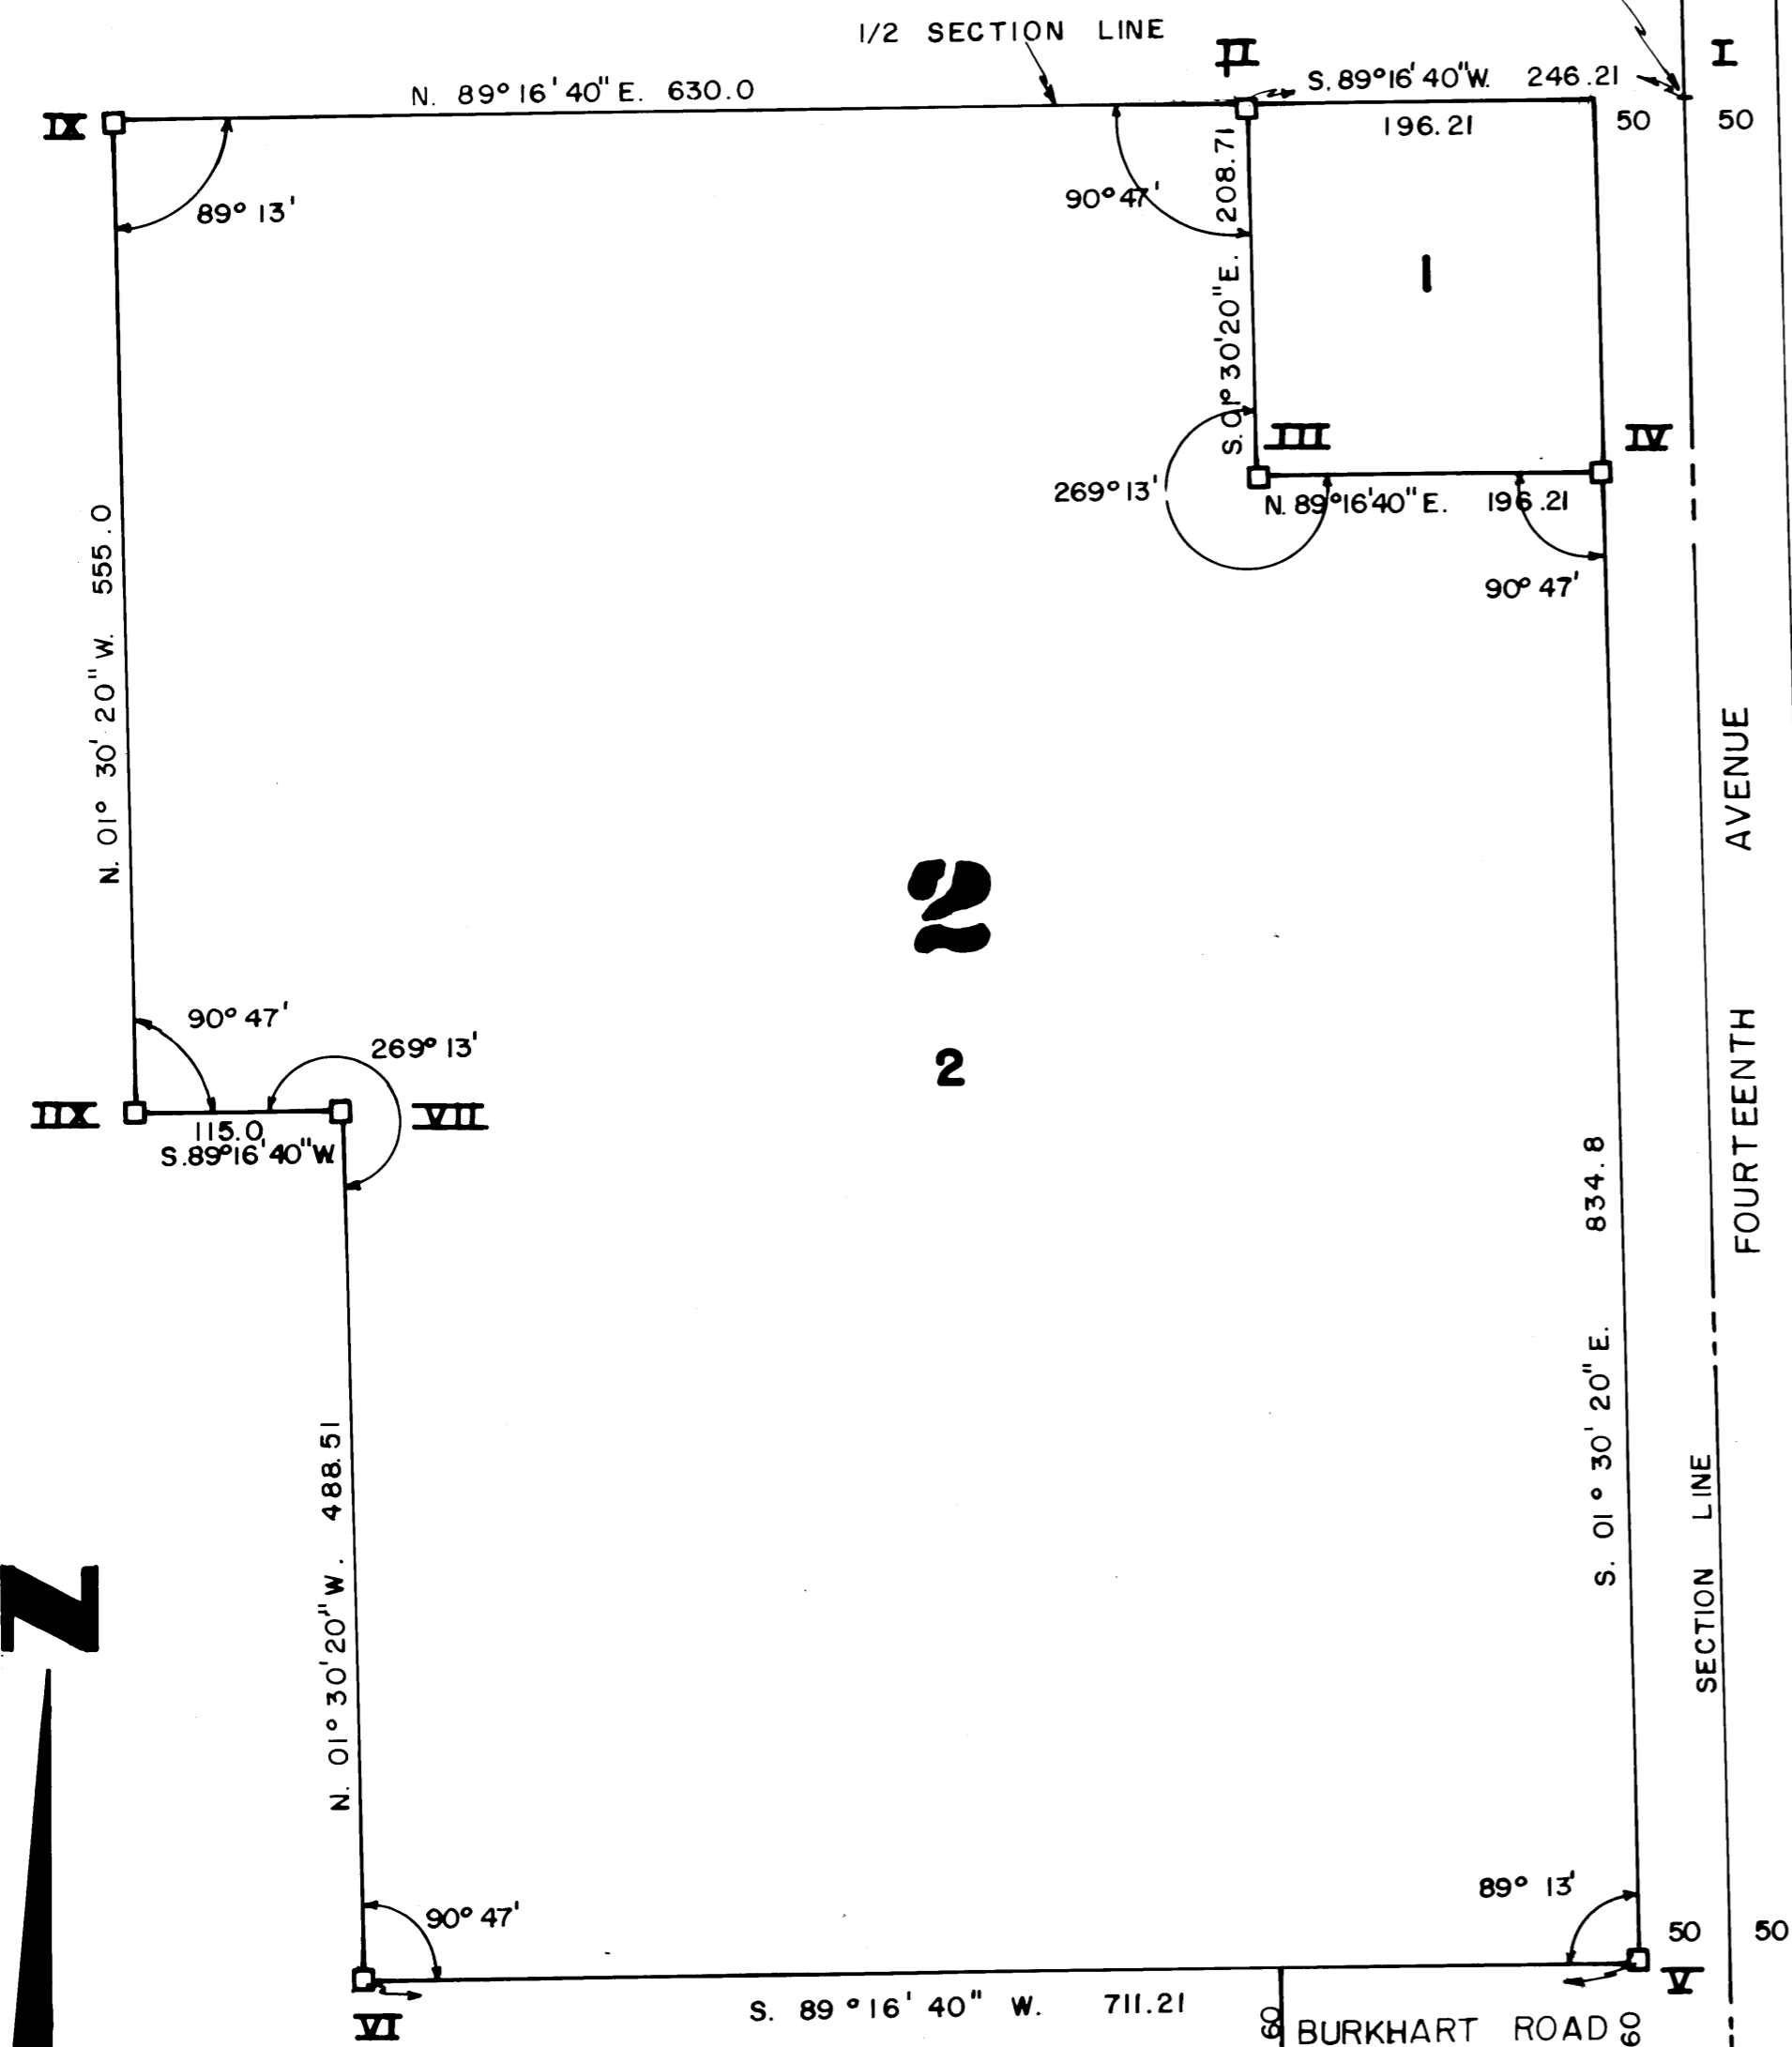 1/2 SECTION LINE
II
I
N. 89° 16' 40" E. 630.0
S. 89° 16' 40" W. 246.21
IX
196.21
50
50
89° 13'
90° 47'
S. 01° 30' 20" E. 208.71
1
III
IV
269° 13'
N. 89° 16' 40" E. 196.21
90° 47'
N. 01° 30' 20" W. 555.0
FOURTEENTH AVENUE
2
2
90° 47'
269° 13'
IIX
VII
115.0
S. 89° 16' 40" W.
S. 01° 30' 20" E. 834.8
N. 01° 30' 20" W. 488.51
SECTION LINE
N
89° 13'
90° 47'
50
50
V
S. 89° 16' 40" W. 711.21
VI
60
BURKHART ROAD
60